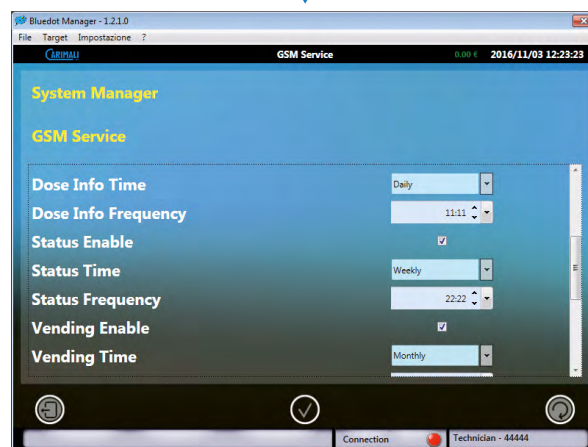 Bluedot Manager - 1.2.1.0
File Target Impostazione ?
CARIMALI GSM Service 0.00 € 2016/11/03 12:23:23
System Manager
GSM Service
Dose Info Time Daily
Dose Info Frequency 11:11
Status Enable
Status Time Weekly
Status Frequency 22:22
Vending Enable
Vending Time Monthly
Connection Technician - 44444